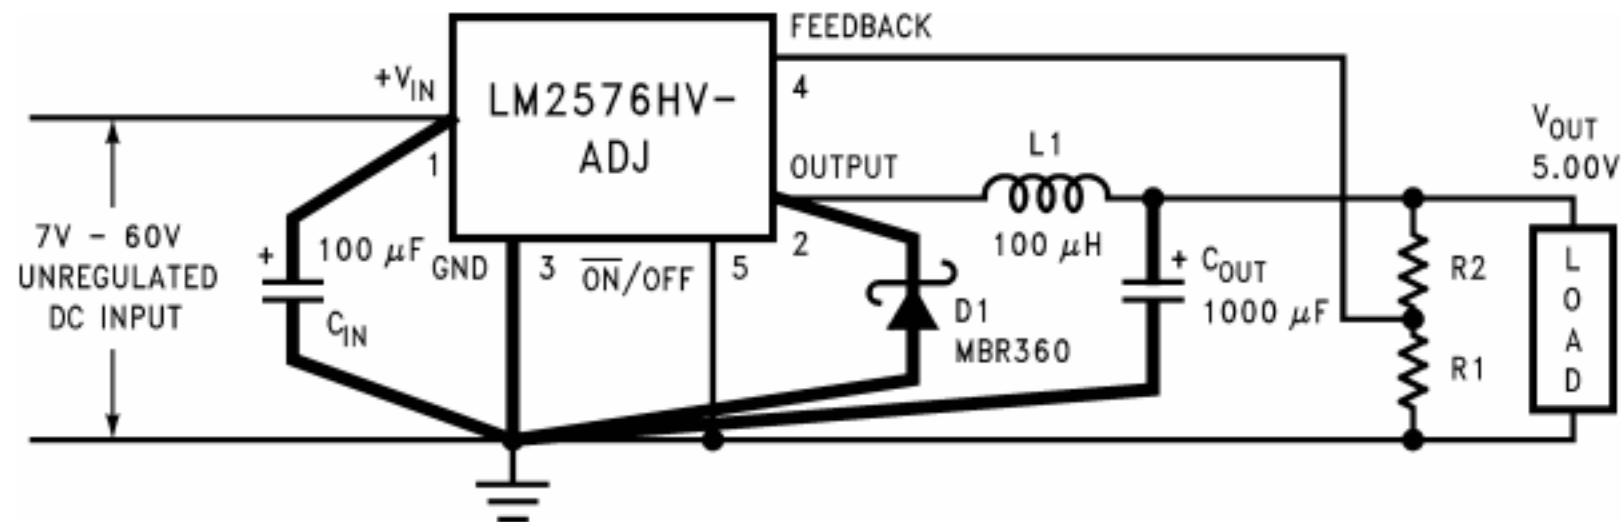 FEEDBACK
+VIN
LM2576HV-
ADJ
4
1
OUTPUT
L1
VOUT
5.00V
7V - 60V
UNREGULATED
DC INPUT
+
100 μF
CIN
GND
3
ON/OFF
5
2
100 μH
D1
MBR360
+
COUT
1000 μF
R2
R1
L
O
A
D